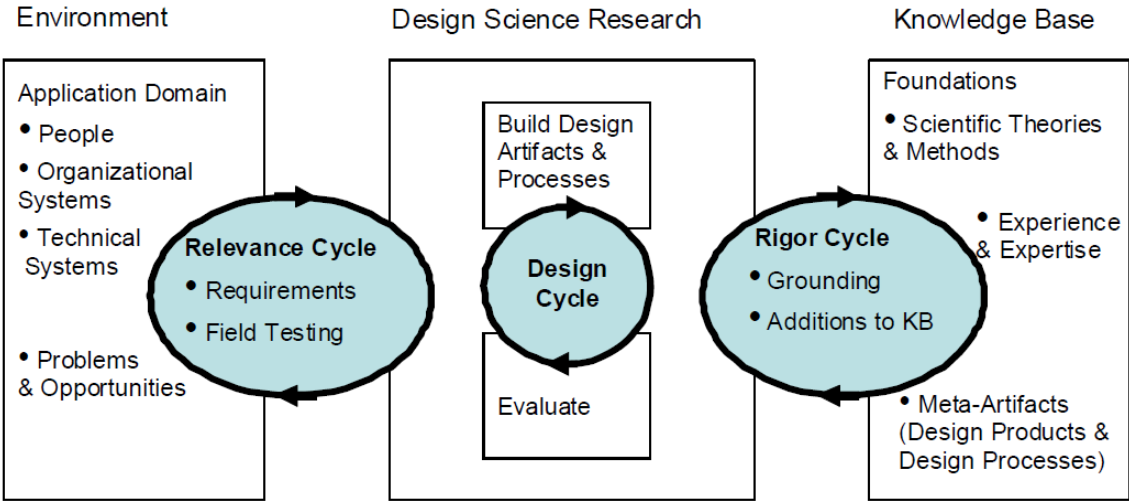 Environment
Design Science Research
Knowledge Base
Application Domain
• People
• Organizational
Systems
• Technical
Systems
• Problems
& Opportunities
Relevance Cycle
• Requirements
• Field Testing
Build Design
Artifacts &
Processes
Design
Cycle
Evaluate
Rigor Cycle
• Grounding
• Additions to KB
Foundations
• Scientific Theories
& Methods
• Experience
& Expertise
• Meta-Artifacts
(Design Products &
Design Processes)